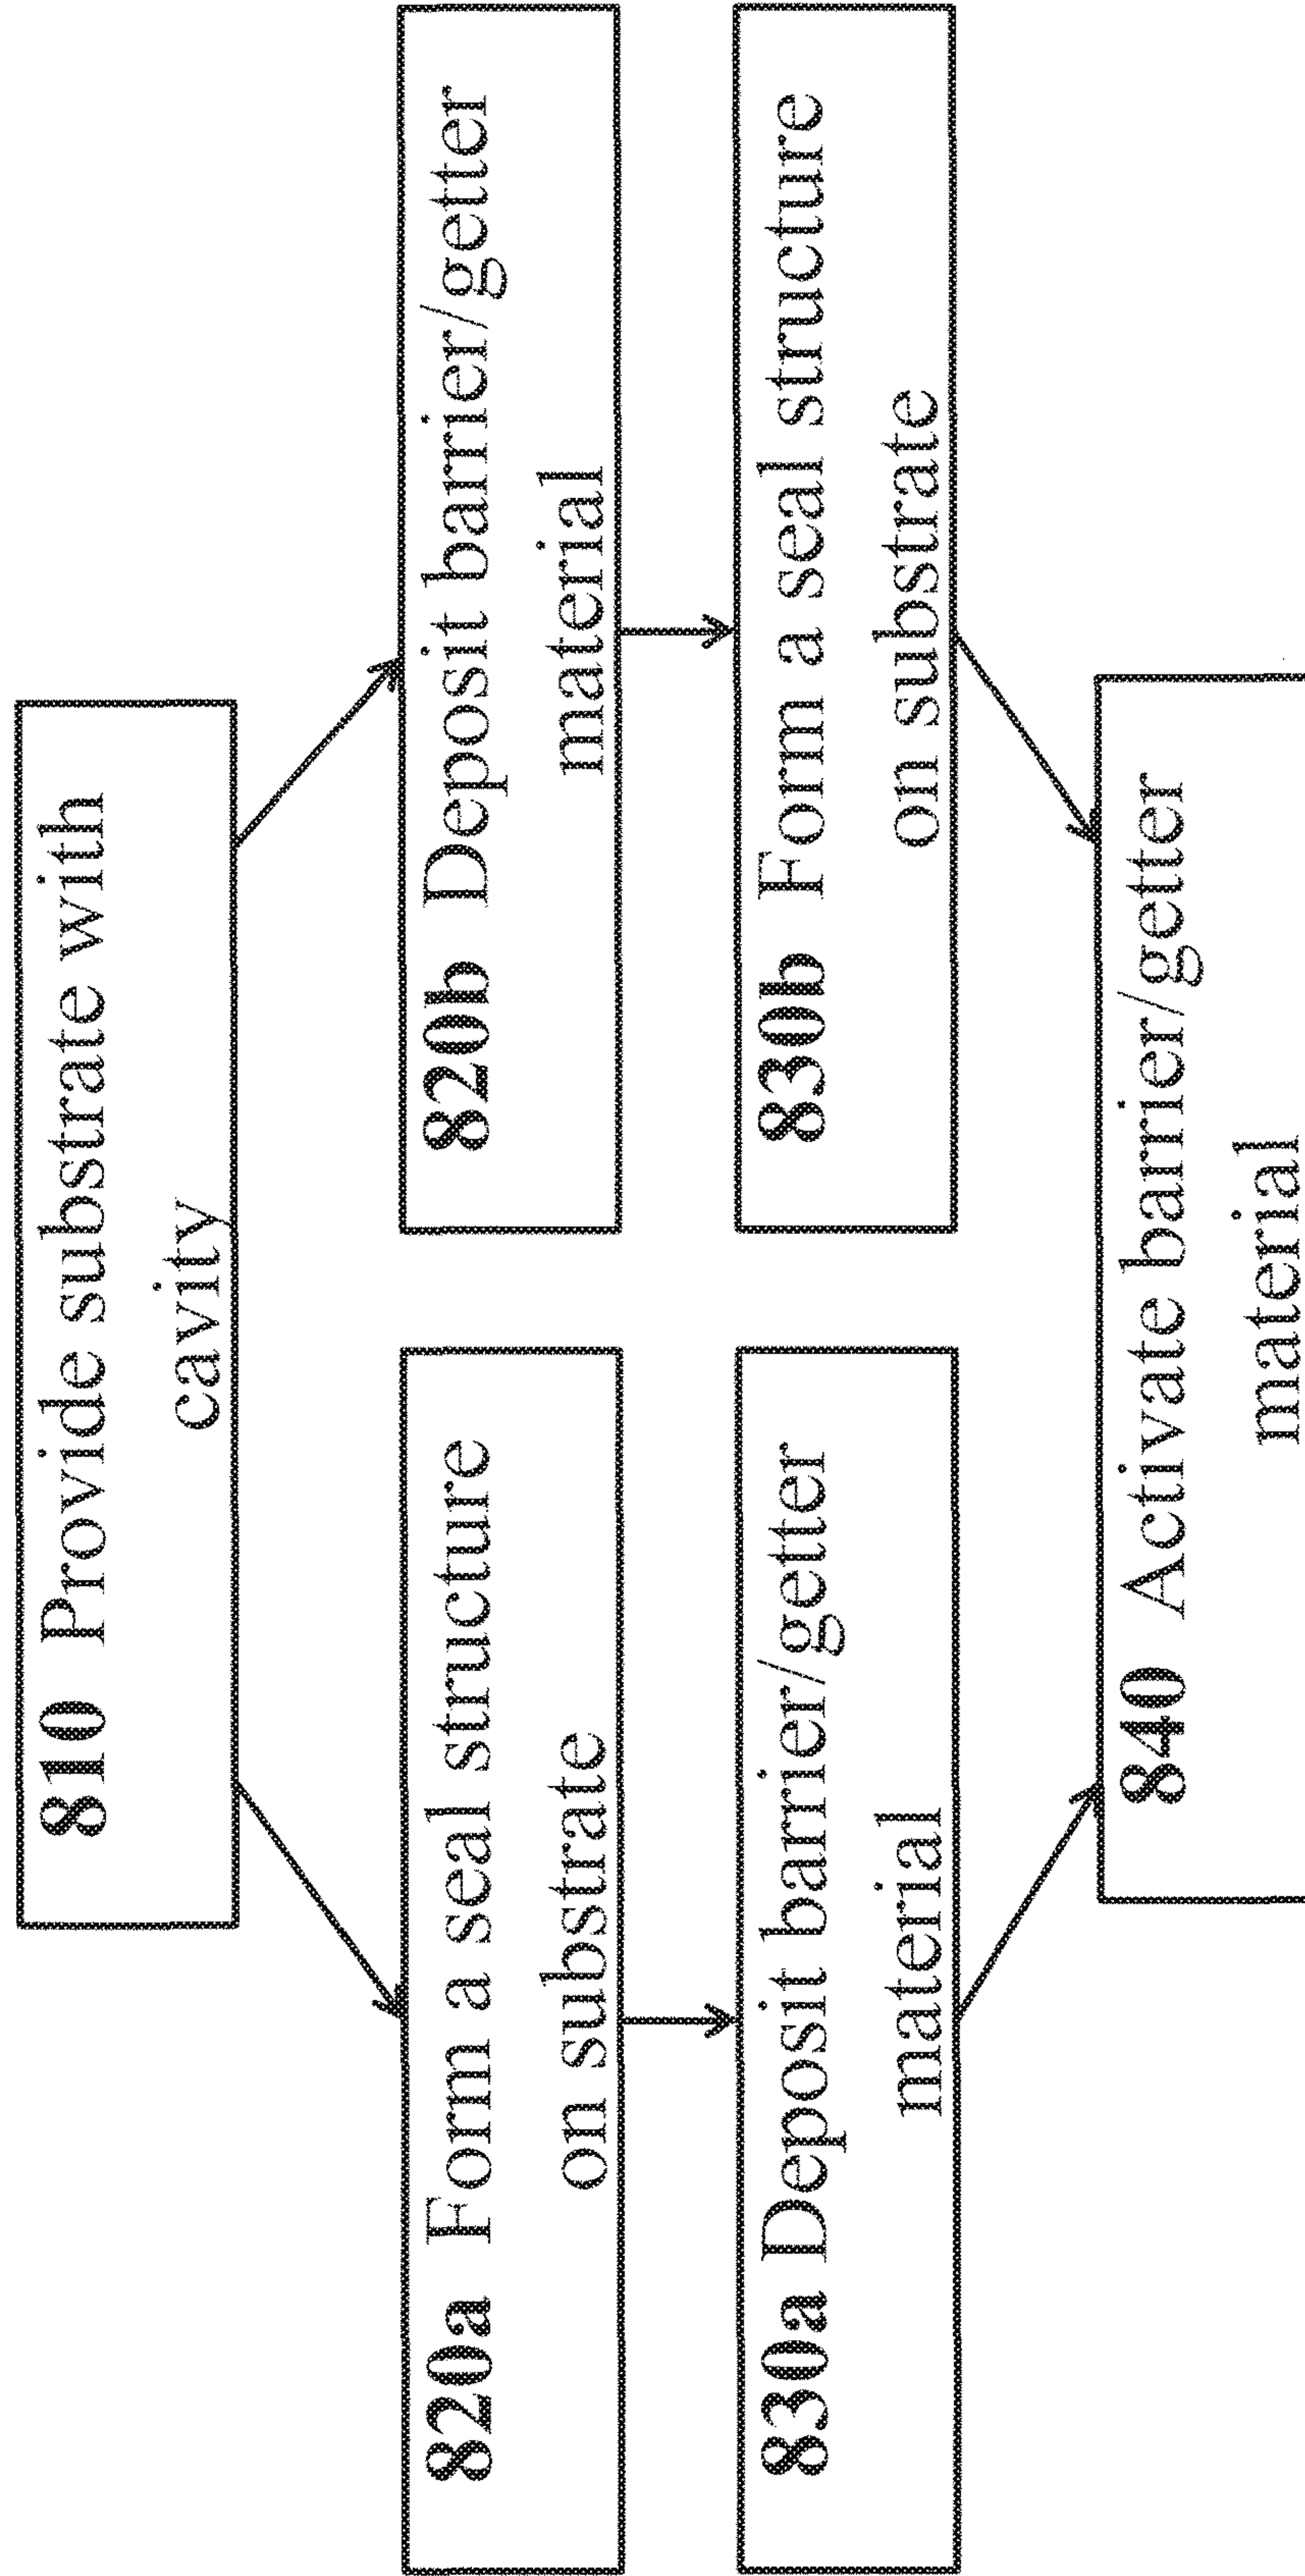 810 Provide substrate with
cavity
820a Form a seal structure
on substrate
820b Deposit barrier/getter
material
830a Deposit barrier/getter
material
830b Form a seal structure
on substrate
840 Activate barrier/getter
material